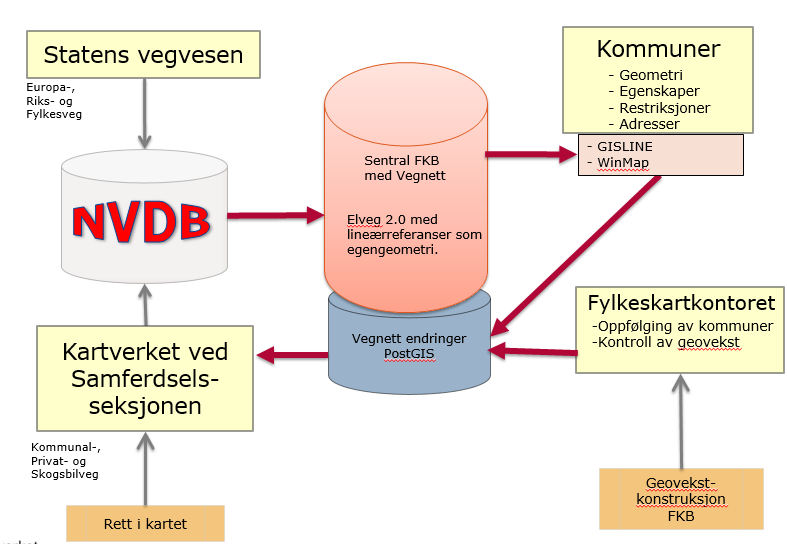 Statens vegvesen
Europa-,
Riks- og
Fylkesveg
NVDB
Kartverket ved
Samferdsels-
seksjonen
Kommunal-,
Privat- og
Skogsbilveg
Rett i kartet
Sentral FKB
med Vegnett
Elveg 2.0 med
lineærreferanser som
egengeometri.
Vegnett endringer
PostGIS
Kommuner
- Geometri
- Egenskaper
- Restriksjoner
- Adresser
- GISLINE
- WinMap
Fylkeskartkontoret
-Oppfølging av kommuner
-Kontroll av geovekst
Geovekst-
konstruksjon
FKB